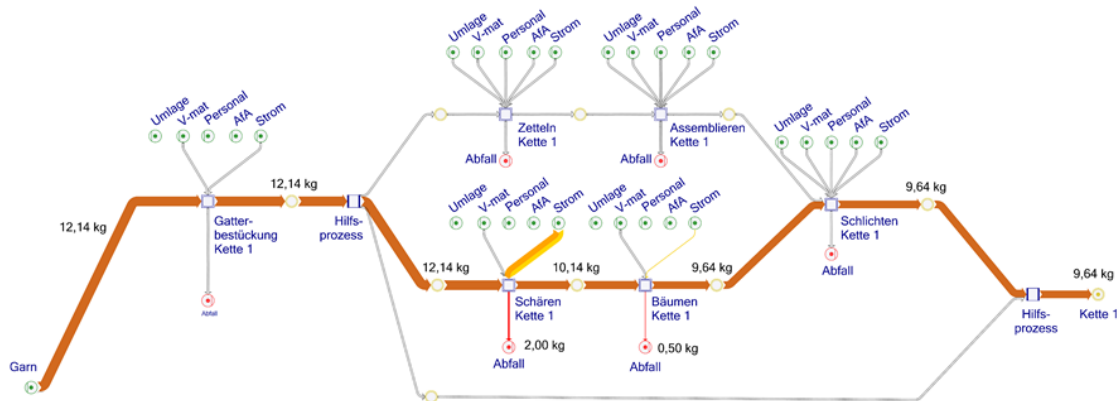 Umlage
V-mat
Personal
AfA
Strom
Umlage
V-mat
Personal
AfA
Strom
Zetteln
Kette 1
Abfall
Assemblieren
Kette 1
Abfall
Umlage
V-mat
Personal
AfA
Strom
Umlage
V-mat
Personal
AfA
Strom
12,14 kg
Gatter-
bestückung
Kette 1
Abfall
12,14 kg
Hilfs-
prozess
Umlage
V-mat
Personal
AfA
Strom
Umlage
V-mat
Personal
AfA
Strom
12,14 kg
Schären
Kette 1
2,00 kg
Abfall
10,14 kg
Bäumen
Kette 1
0,50 kg
Abfall
9,64 kg
Schlichten
Kette 1
Abfall
9,64 kg
Hilfs-
prozess
9,64 kg
Kette 1
Garn